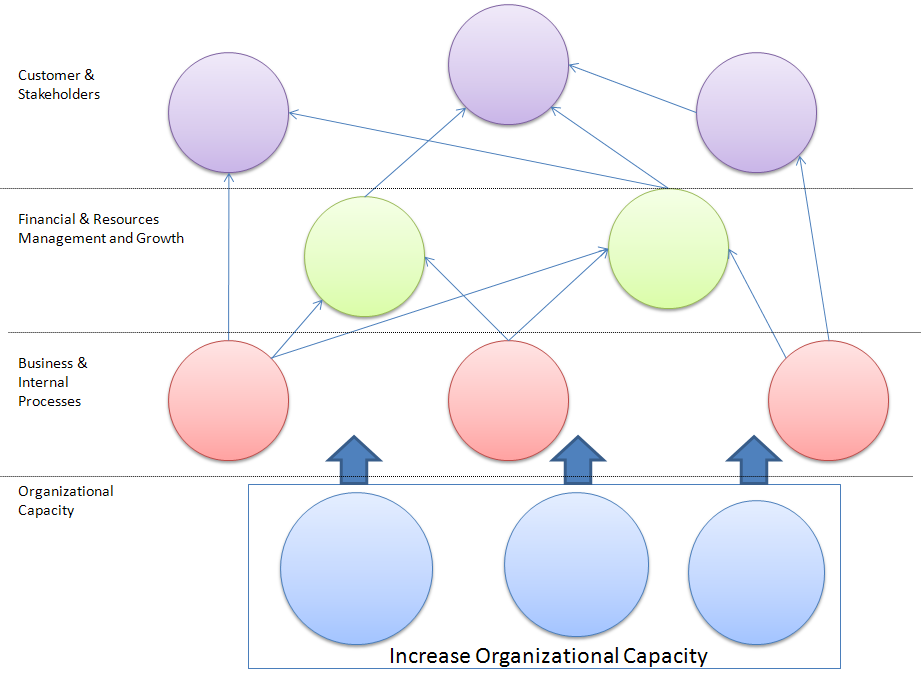 Customer &
Stakeholders
Financial & Resources
Management and Growth
Business &
Internal
Processes
Organizational
Capacity
Increase Organizational Capacity